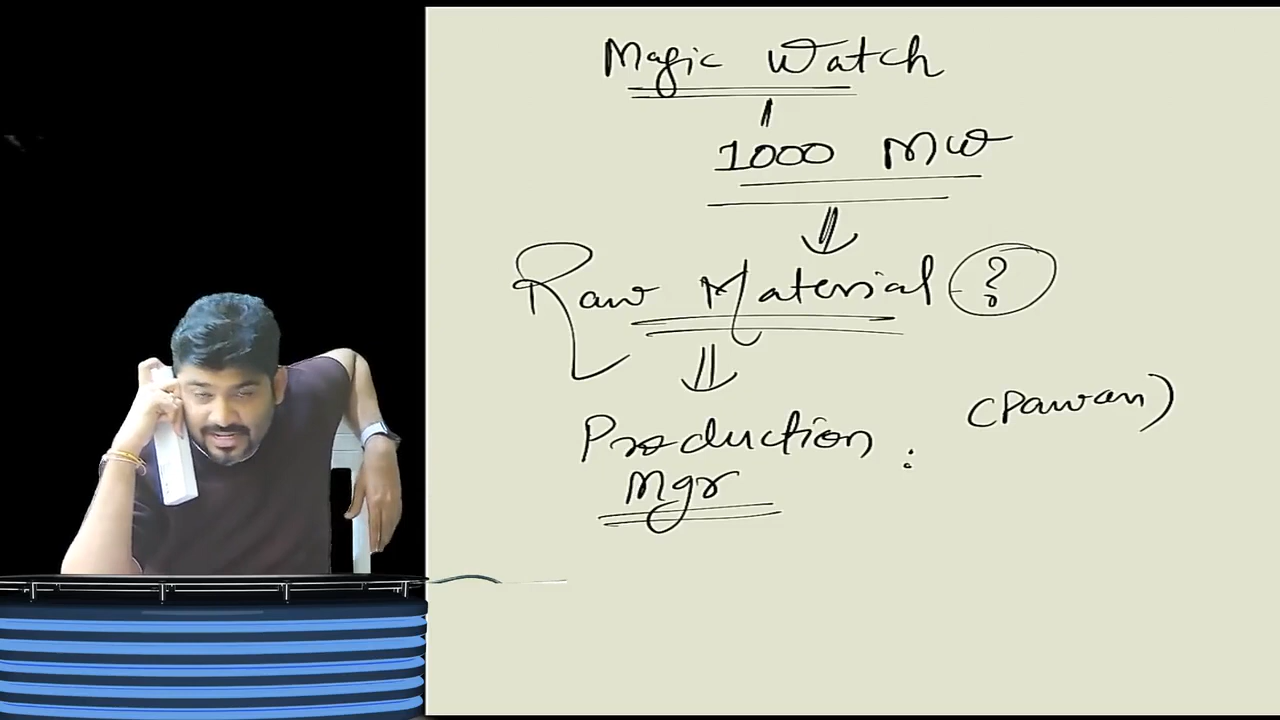 Magic Watch
1000 MW
Raw Material ?
Production : (Pawan)
Mgr